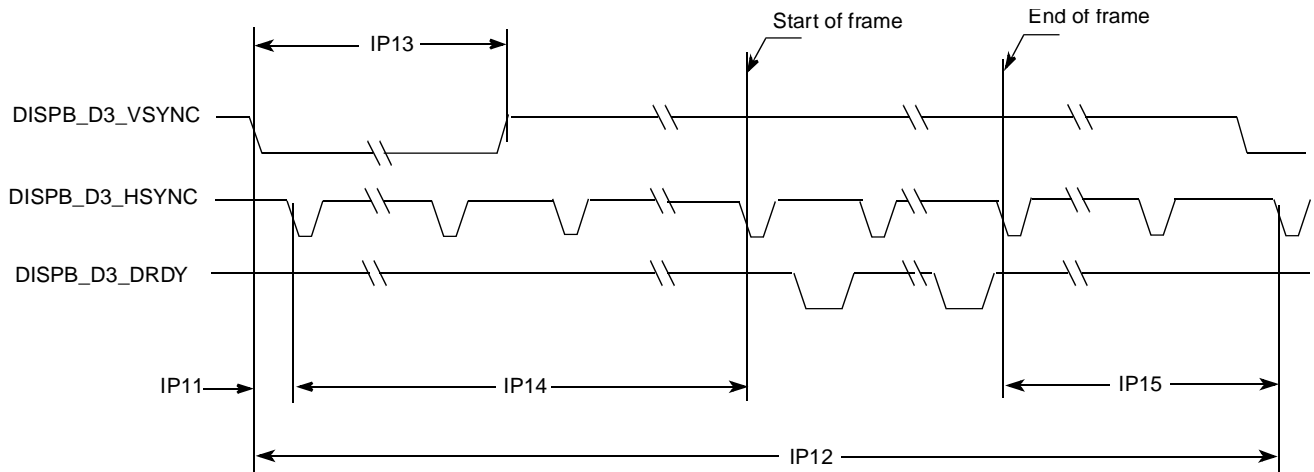 Start of frame
End of frame
IP13
DISPB_D3_VSYNC
DISPB_D3_HSYNC
DISPB_D3_DRDY
IP11
IP14
IP15
IP12